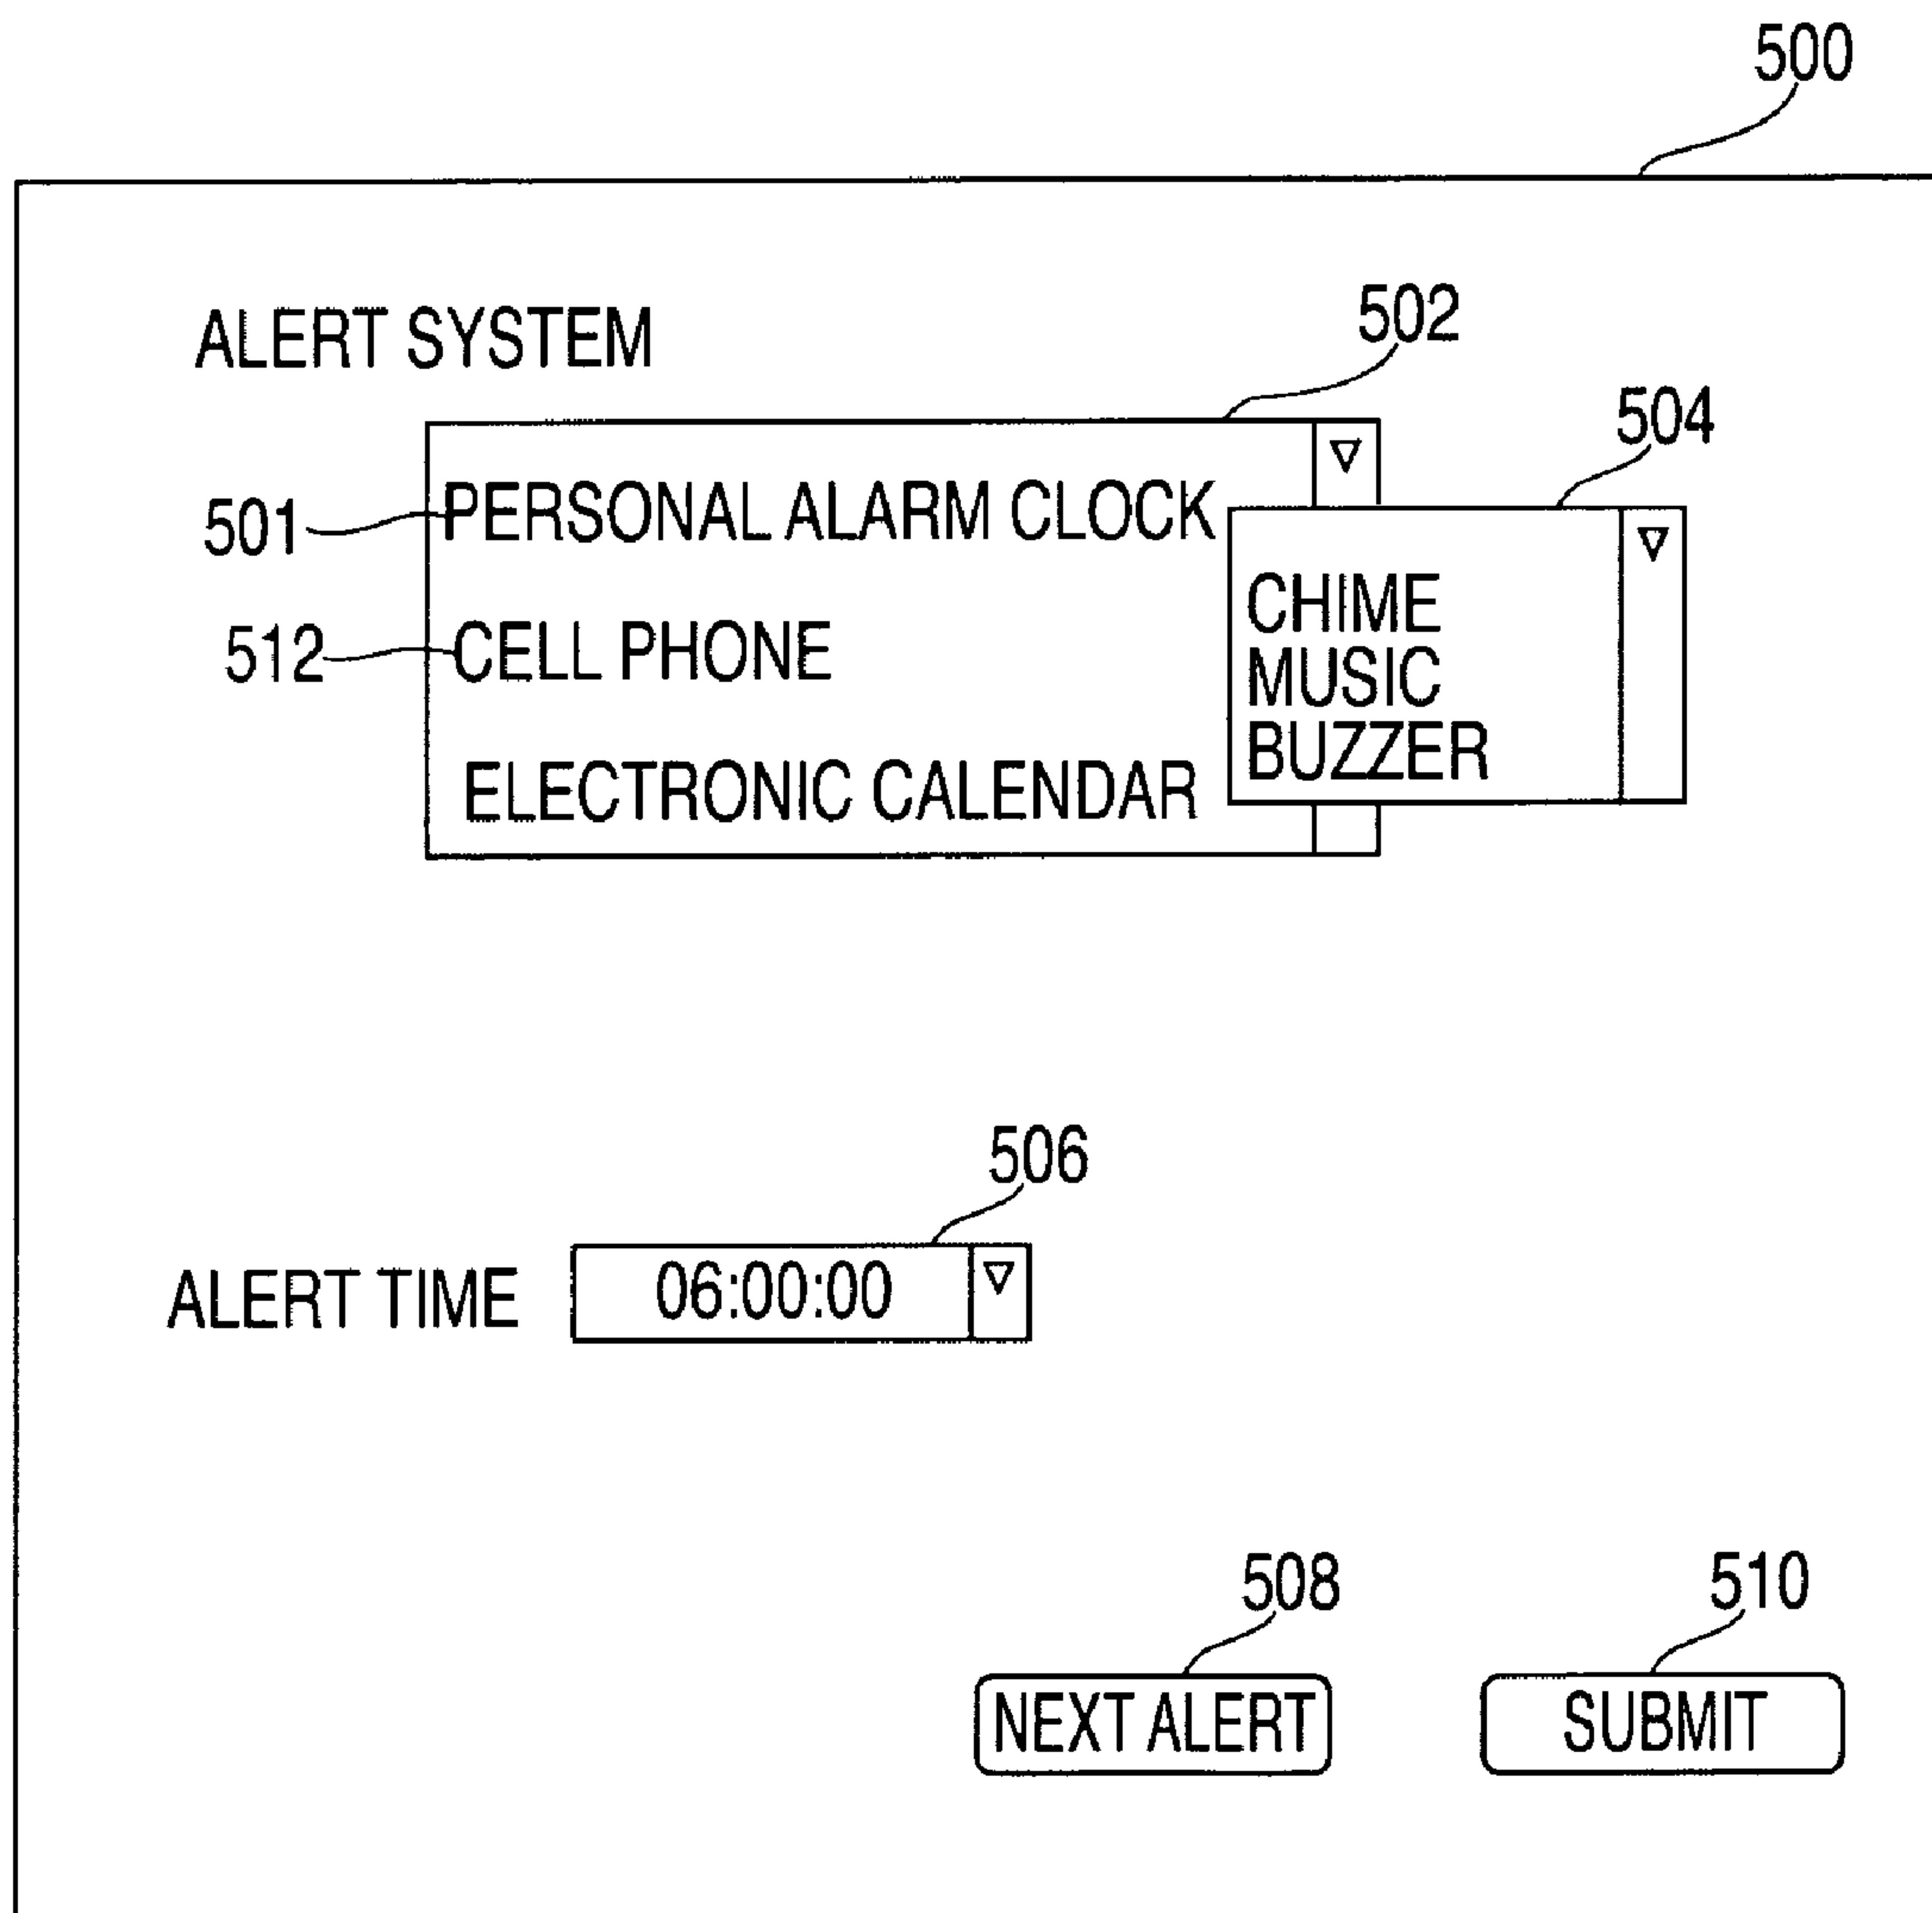 500
ALERT SYSTEM
502
504
501
PERSONAL ALARM CLOCK
CHIME
512
CELL PHONE
MUSIC
BUZZER
ELECTRONIC CALENDAR
506
ALERT TIME
06:00:00
508
510
NEXT ALERT
SUBMIT